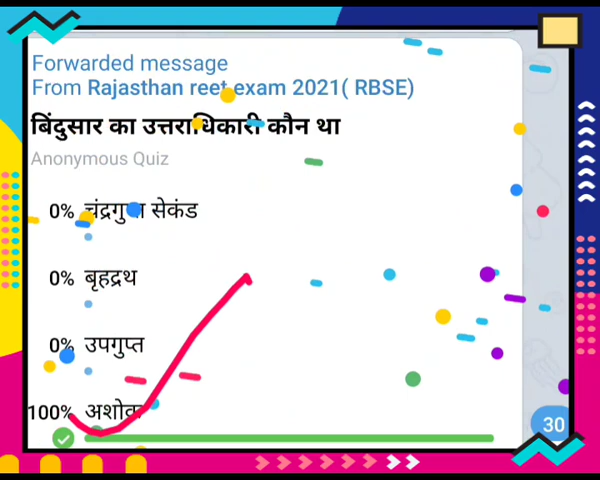 Forwarded message
From Rajasthan reet exam 2021( RBSE)
बिंदुसार का उत्तराधिकारी कौन था
Anonymous Quiz
0% चंद्रगुप्त सेकंड
0% बृहद्रथ
0% उपगुप्त
100% अशोक
30